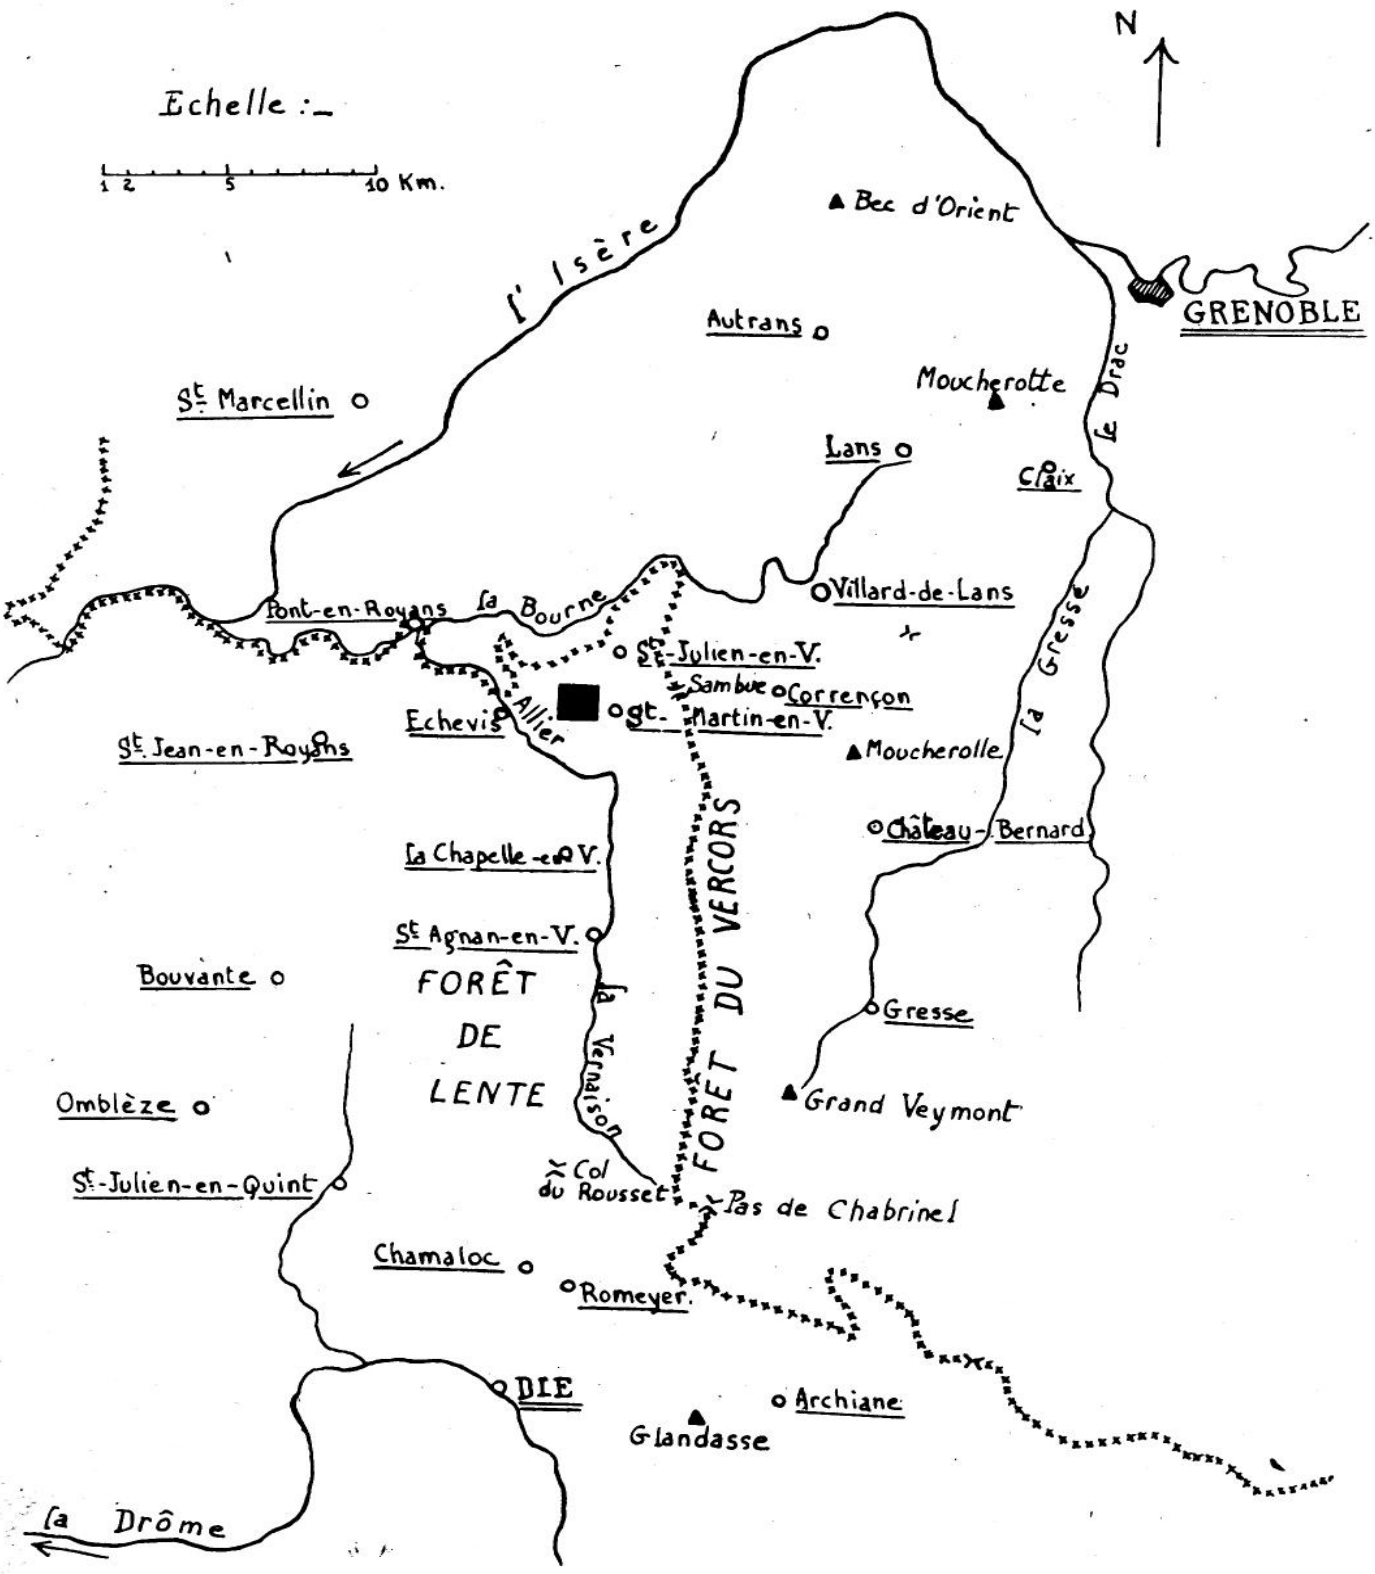 N
Echelle :-
1 2 5 10 Km.
Bec d'Orient
l'Isère
GRENOBLE
Autrans
le Drac
Moucherotte
St Marcellin
Lans
Claix
Villard-de-Lans
Pont-en-Royans
la Bourne
la Gresse
St-Julien-en-V.
Sambue
Corrençon
Allier
St-Martin-en-V.
Echevis
St Jean-en-Royans
Moucherolle
Château-Bernard
la Chapelle-en-V.
FORÊT DU VERCORS
St Agnan-en-V.
Bouvante
FORÊT
DE
LENTE
la Vernaison
Gresse
Omblèze
Grand Veymont
St-Julien-en-Quint
Col
du Rousset
Pas de Chabrinel
Chamaloc
Romeyer.
DIE
Archiane
Glandasse
la Drôme